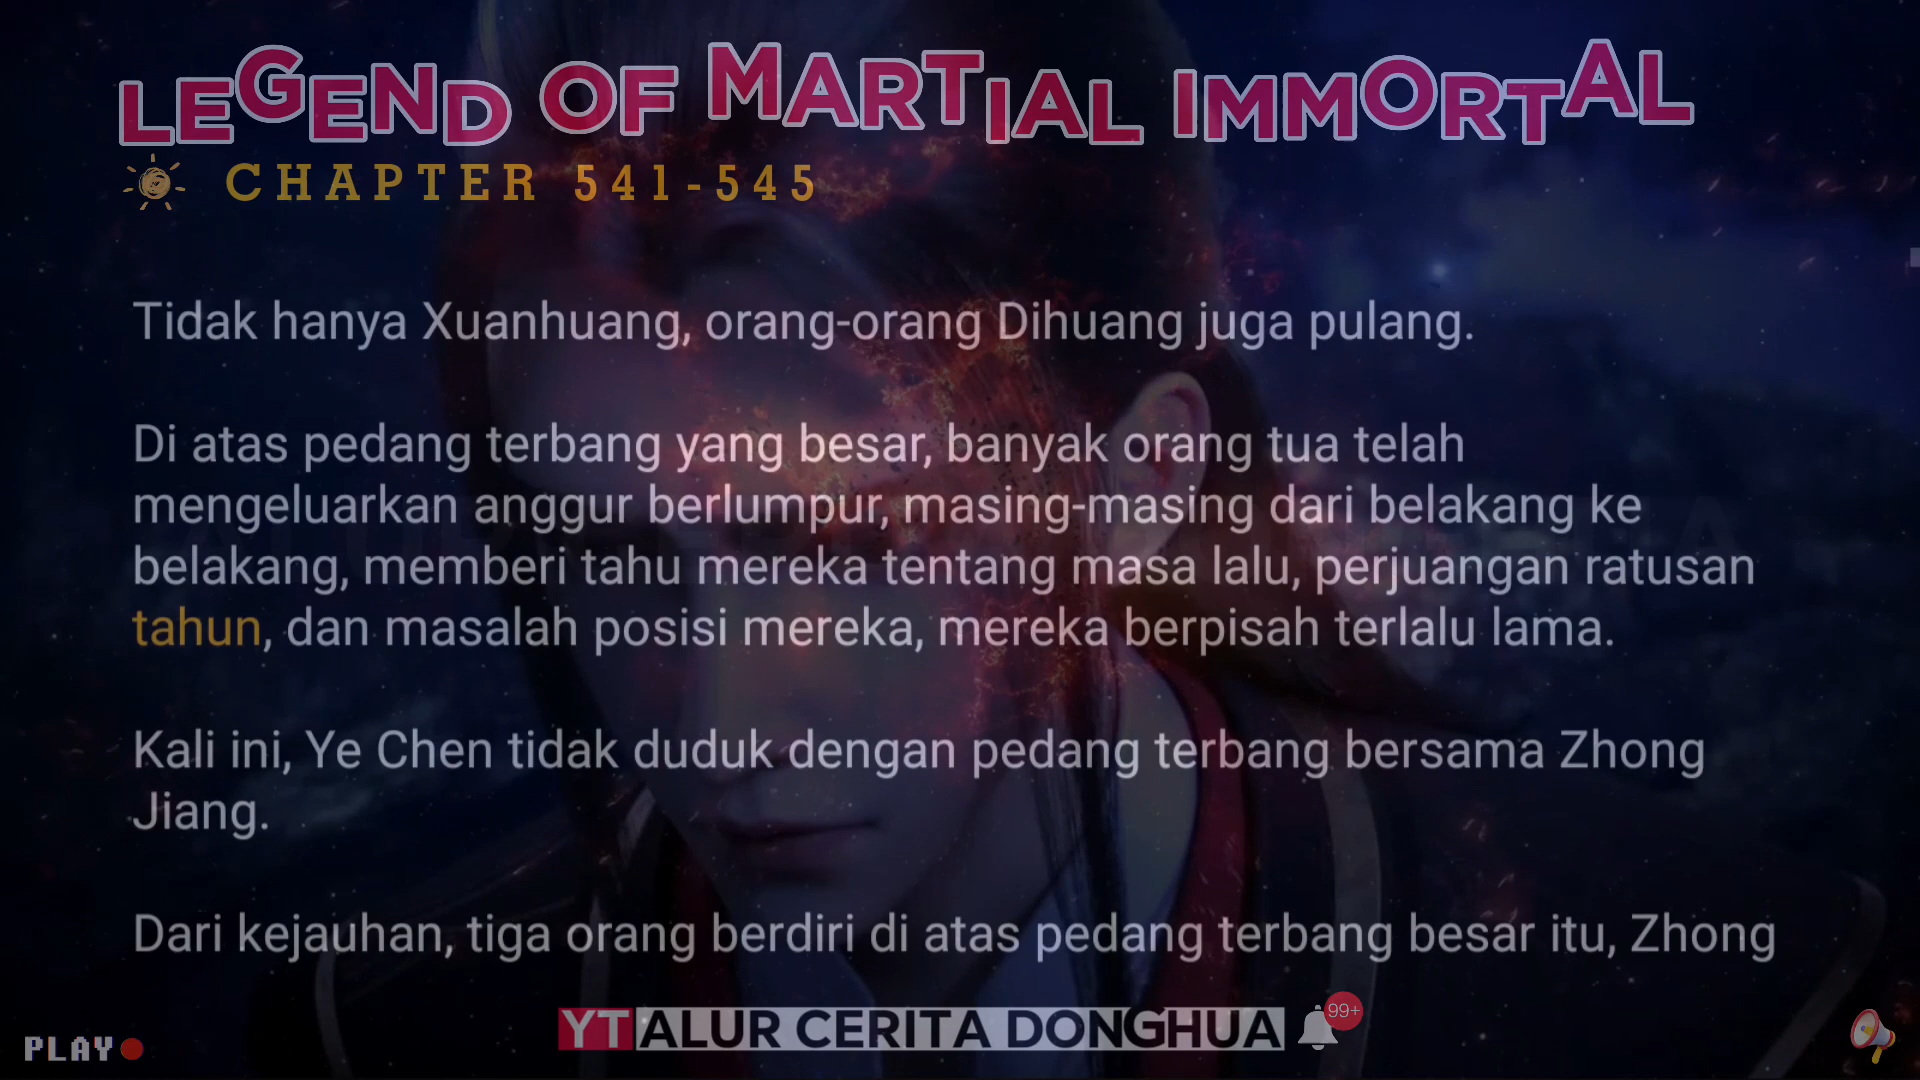 LEGEND OF MARTIAL IMMORTAL
CHAPTER 541-545
Tidak hanya Xuanhuang, orang-orang Dihuang juga pulang.
Di atas pedang terbang yang besar, banyak orang tua telah
mengeluarkan anggur berlumpur, masing-masing dari belakang ke
belakang, memberi tahu mereka tentang masa lalu, perjuangan ratusan
tahun, dan masalah posisi mereka, mereka berpisah terlalu lama.
Kali ini, Ye Chen tidak duduk dengan pedang terbang bersama Zhong
Jiang.
Dari kejauhan, tiga orang berdiri di atas pedang terbang besar itu, Zhong
YT ALUR CERITA DONGHUA 99+
PLAY